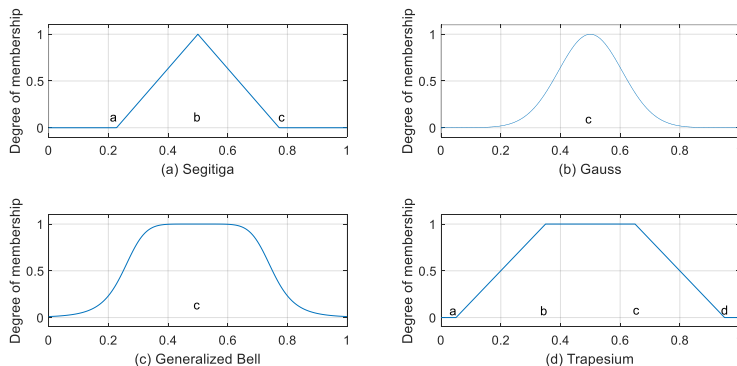 Degree of membership
1
0.5
0
a
b
c
0
0.2
0.4
0.6
0.8
1
(a) Segitiga
Degree of membership
1
0.5
0
c
0
0.2
0.4
0.6
0.8
(b) Gauss
Degree of membership
1
0.5
0
c
0
0.2
0.4
0.6
0.8
1
(c) Generalized Bell
Degree of membership
1
0.5
0
a
b
c
d
0
0.2
0.4
0.6
0.8
(d) Trapesium